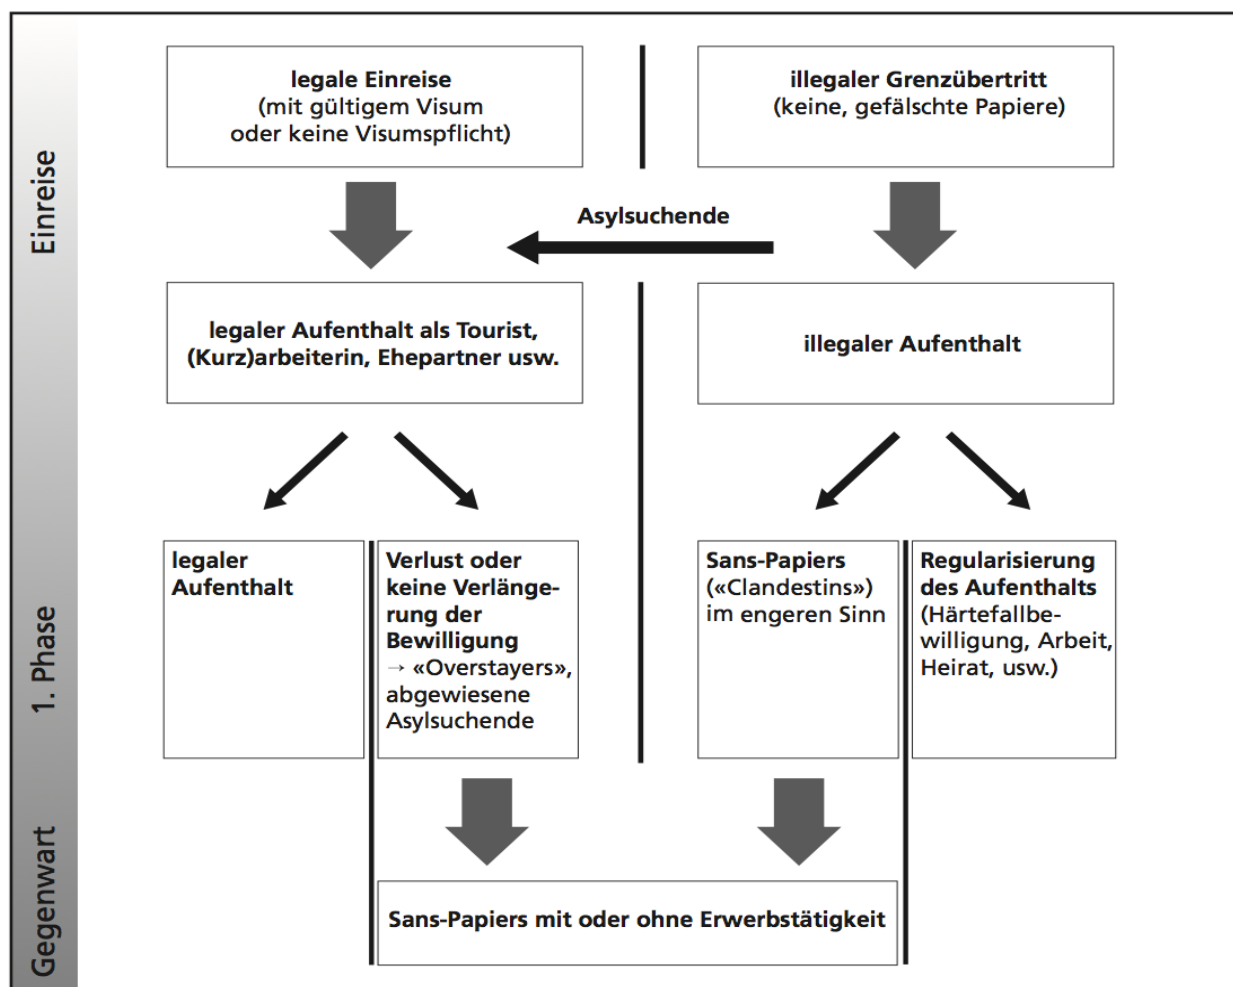 legale Einreise
(mit gültigem Visum
oder keine Visumspflicht)
illegaler Grenzübertritt
(keine, gefälschte Papiere)
Einreise
Asylsuchende
legaler Aufenthalt als Tourist,
(Kurz)arbeiterin, Ehepartner usw.
illegaler Aufenthalt
1. Phase
legaler
Aufenthalt
Verlust oder
keine Verlänge-
rung der
Bewilligung
→ «Overstayers»,
abgewiesene
Asylsuchende
Sans-Papiers
(«Clandestins»)
im engeren Sinn
Regularisierung
des Aufenthalts
(Härtefallbe-
willigung, Arbeit,
Heirat, usw.)
Gegenwart
Sans-Papiers mit oder ohne Erwerbstätigkeit